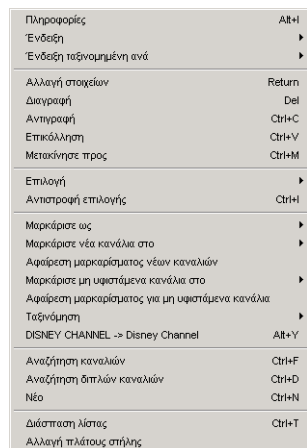 Πληροφορίες Alt+I
Ένδειξη
Ένδειξη ταξινομημένη ανά
Αλλαγή στοιχείων Return
Διαγραφή Del
Αντιγραφή Ctrl+C
Επικόλληση Ctrl+V
Μετακίνησε προς Ctrl+M
Επιλογή
Αντιστροφή επιλογής Ctrl+I
Μαρκάρισε ως
Μαρκάρισε νέα κανάλια στο
Αφαίρεση μαρκαρίσματος νέων καναλιών
Μαρκάρισε μη υφιστάμενα κανάλια στο
Αφαίρεση μαρκαρίσματος για μη υφιστάμενα κανάλια
Ταξινόμηση
DISNEY CHANNEL -> Disney Channel Alt+Y
Αναζήτηση καναλιών Ctrl+F
Αναζήτηση διπλών καναλιών Ctrl+D
Νέο Ctrl+N
Διάσπαση λίστας Ctrl+T
Αλλαγή πλάτους στήλης